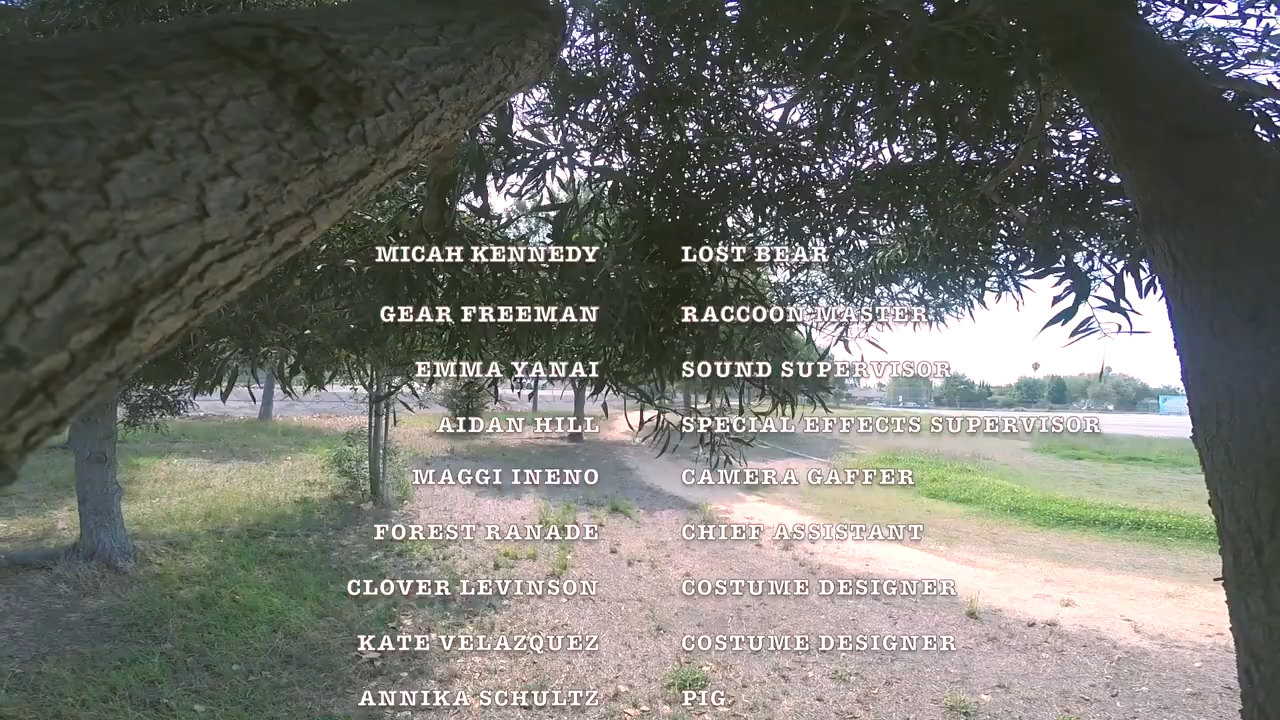 MICAH KENNEDY LOST BEAR
GEAR FREEMAN RACCOON MASTER
EMMA YANAI SOUND SUPERVISOR
AIDAN HILL SPECIAL EFFECTS SUPERVISOR
MAGGI INENO CAMERA GAFFER
FOREST RANADE CHIEF ASSISTANT
CLOVER LEVINSON COSTUME DESIGNER
KATE VELAZQUEZ COSTUME DESIGNER
ANNIKA SCHULTZ PIG